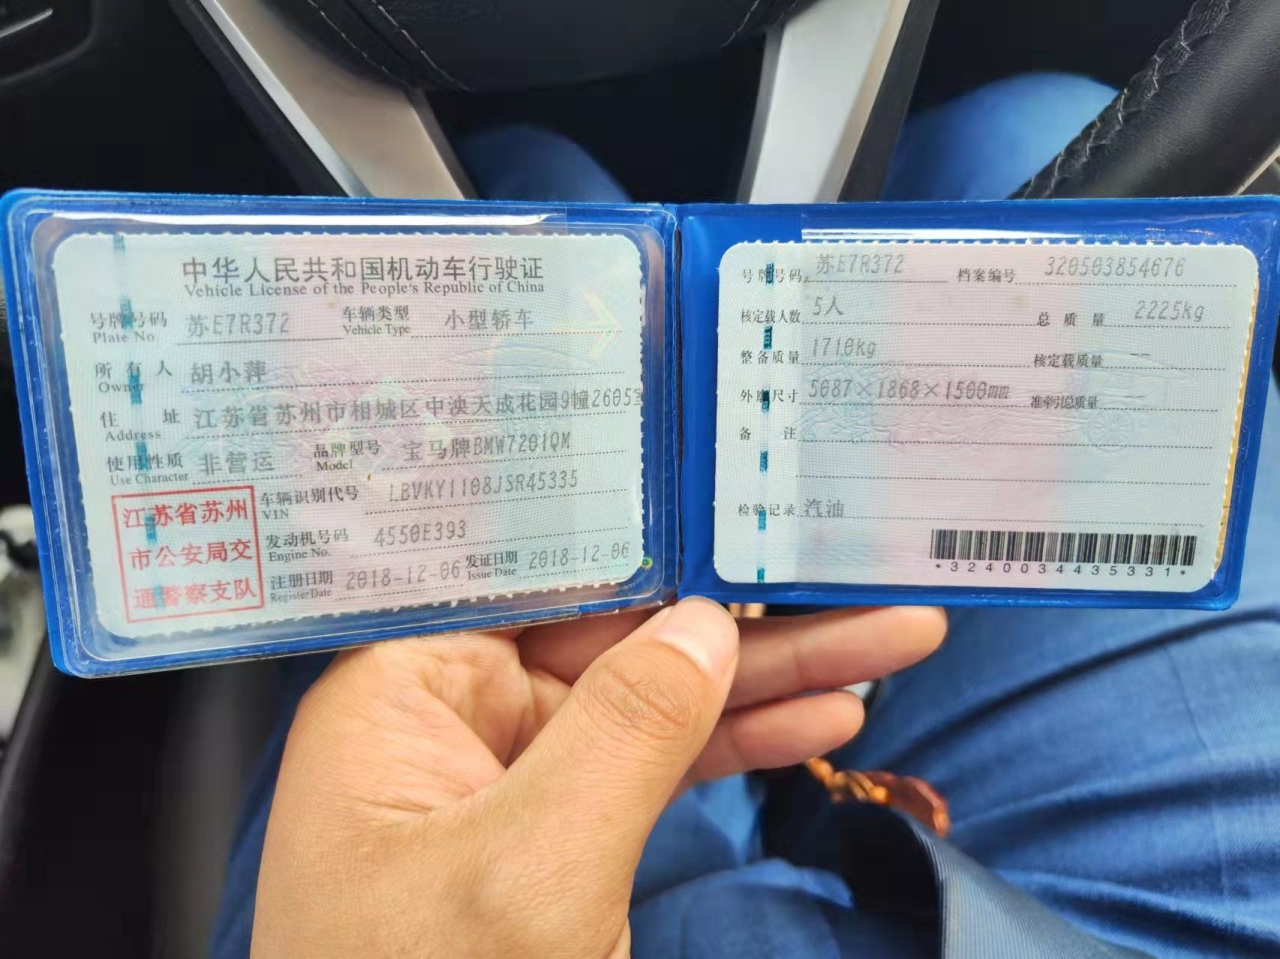 中华人民共和国机动车行驶证
Vehicle License of the People's Republic of China
号牌号码 苏E7R372 车辆类型 小型轿车
Plate No. Vehicle Type
所有人 胡小萍
Owner
住址 江苏省苏州市相城区中泱天成花园9幢2605室
Address
使用性质 非营运 品牌型号 宝马牌BMW7201QM
Use Character Model
车辆识别代号 LBVKY1108JSR45335
VIN
发动机号码 4550E393
Engine No.
注册日期 2018-12-06 发证日期 2018-12-06
Register Date Issue Date
江苏省苏州
市公安局交
通警察支队
号牌号码 苏E7R372 档案编号 320503854676
核定载人数 5人 总质量 2225kg
整备质量 1710kg 核定载质量 --
外廓尺寸 5087×1868×1500mm 准牵引总质量
备注
检验记录 汽油
*3240034435331*